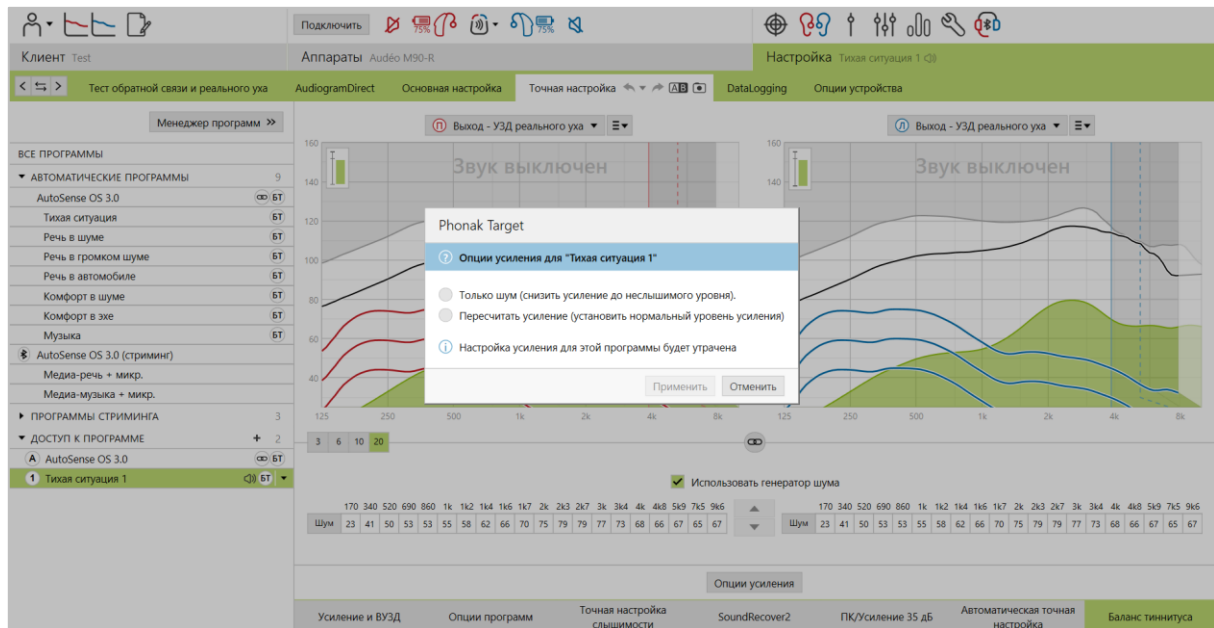 Подключить
75%
75%
Клиент Test
Аппараты Audéo M90-R
Настройка Тихая ситуация 1
Тест обратной связи и реального уха
AudiogramDirect
Основная настройка
Точная настройка
AB
DataLogging
Опции устройства
Менеджер программ
ВСЕ ПРОГРАММЫ
АВТОМАТИЧЕСКИЕ ПРОГРАММЫ 9
AutoSense OS 3.0 БТ
Тихая ситуация БТ
Речь в шуме БТ
Речь в громком шуме БТ
Речь в автомобиле БТ
Комфорт в шуме БТ
Комфорт в эхе БТ
Музыка БТ
AutoSense OS 3.0 (стриминг)
Медиа-речь + микр.
Медиа-музыка + микр.
ПРОГРАММЫ СТРИМИНГА 3
ДОСТУП К ПРОГРАММЕ + 2
A AutoSense OS 3.0 БТ
1 Тихая ситуация 1 БТ
П Выход - УЗД реального уха
Звук выключен
160
140
120
100
80
60
40
125 250 500 1k 2k 4k 8k
Л Выход - УЗД реального уха
Звук выключен
160
140
125 250 500 1k 2k 4k 8k
Phonak Target
Опции усиления для "Тихая ситуация 1"
Только шум (снизить усиление до неслышимого уровня).
Пересчитать усиление (установить нормальный уровень усиления)
Настройка усиления для этой программы будет утрачена
Применить
Отменить
3 6 10 20
Использовать генератор шума
170 340 520 690 860 1k 1k2 1k4 1k6 1k7 2k 2k3 2k7 3k 3k4 4k 4k8 5k9 7k5 9k6
Шум 23 41 50 53 53 55 58 62 66 70 75 79 79 77 73 68 66 67 65 67
170 340 520 690 860 1k 1k2 1k4 1k6 1k7 2k 2k3 2k7 3k 3k4 4k 4k8 5k9 7k5 9k6
Шум 23 41 50 53 53 55 58 62 66 70 75 79 79 77 73 68 66 67 65 67
Опции усиления
Усиление и ВУЗД
Опции программ
Точная настройка
слышимости
SoundRecover2
ПК/Усиление 35 дБ
Автоматическая точная
настройка
Баланс тиннитуса